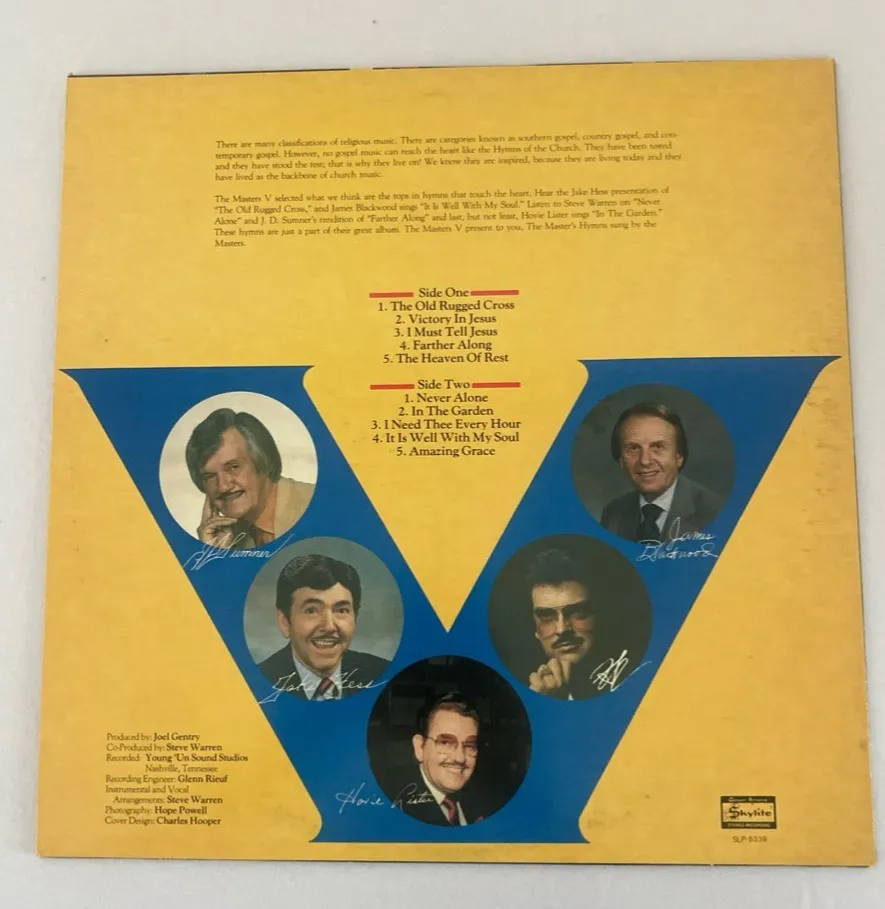 There are many classifications of religious music. There are categories known as southern gospel, country gospel, and con-
temporary gospel. However, no gospel music can reach the heart like the Hymns of the Church. They have been tested
and they have stood the test; that is why they live on! We know they are inspired, because they are living today and they
have lived as the backbone of church music.
The Masters V selected what we think are the tops in hymns that touch the heart. Hear the Jake Hess presentation of
"The Old Rugged Cross," and James Blackwood sings "It Is Well With My Soul." Listen to Steve Warren on "Never
Alone" and J. D. Sumner's rendition of "Farther Along" and last, but not least, Hovie Lister sings "In The Garden."
These hymns are just a part of their great album. The Masters V present to you, The Master's Hymns sung by the
Masters.
Side One
1. The Old Rugged Cross
2. Victory In Jesus
3. I Must Tell Jesus
4. Farther Along
5. The Heaven Of Rest
Side Two
1. Never Alone
2. In The Garden
3. I Need Thee Every Hour
4. It Is Well With My Soul
5. Amazing Grace
JD Sumner
James
Blackwood
Jake Hess
Hovie Lister
Produced by: Joel Gentry
Co-Produced by: Steve Warren
Recorded: Young 'Un Sound Studios
Nashville, Tennessee
Recording Engineer: Glenn Rieuf
Instrumental and Vocal
Arrangements: Steve Warren
Photography: Hope Powell
Cover Design: Charles Hooper
Skylite
SLP-6339